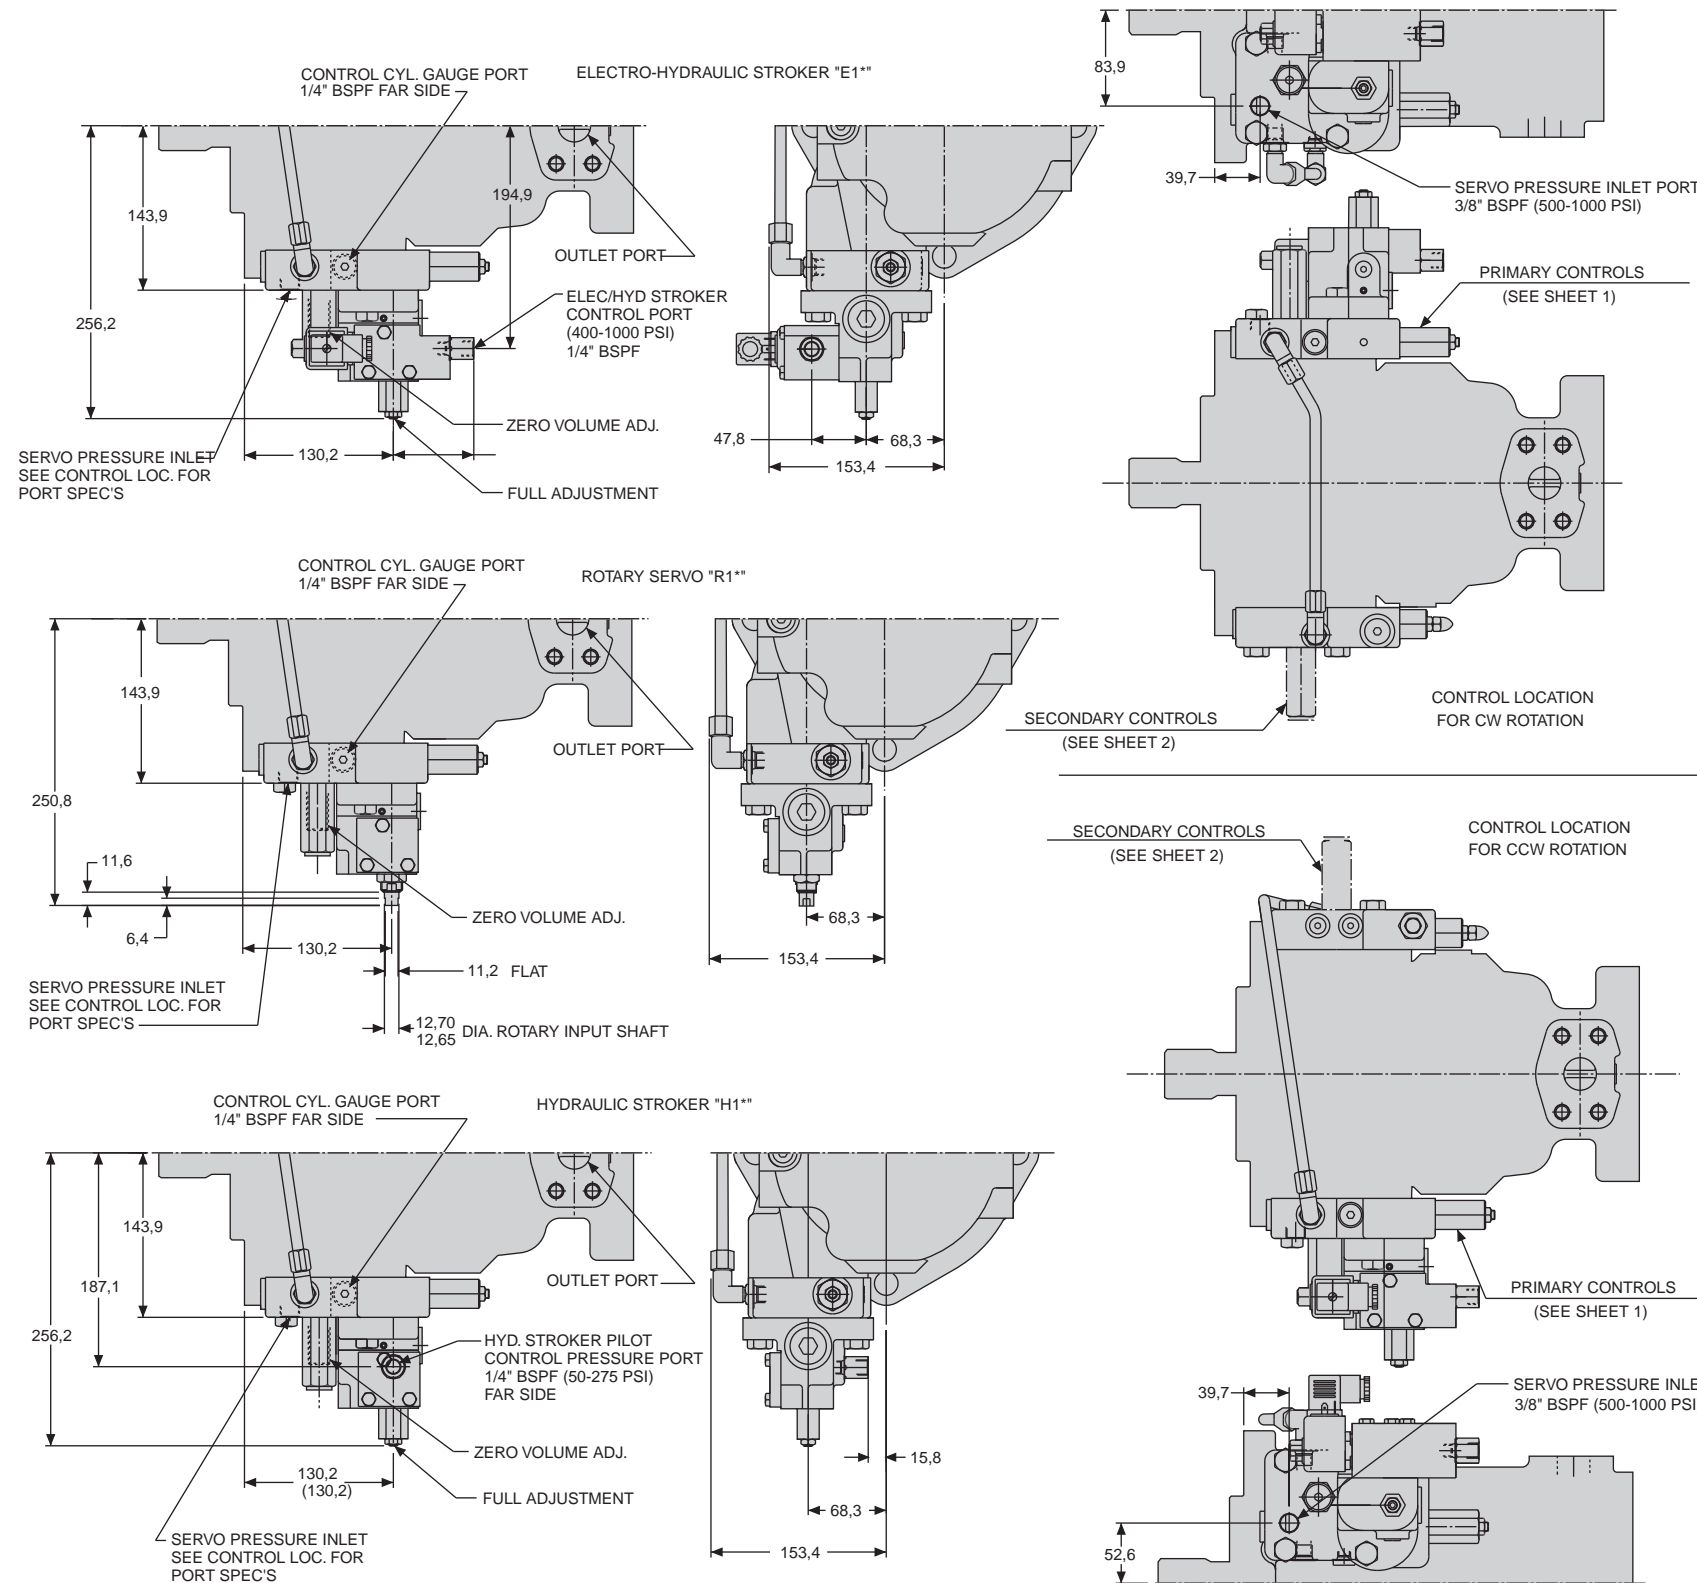 CONTROL CYL. GAUGE PORT
1/4" BSPF FAR SIDE
ELECTRO-HYDRAULIC STROKER "E1*"
143,9
256,2
194,9
OUTLET PORT
ELEC/HYD STROKER
CONTROL PORT
(400-1000 PSI)
1/4" BSPF
ZERO VOLUME ADJ.
130,2
FULL ADJUSTMENT
SERVO PRESSURE INLET
SEE CONTROL LOC. FOR
PORT SPEC'S
47,8
68,3
153,4
CONTROL CYL. GAUGE PORT
1/4" BSPF FAR SIDE
ROTARY SERVO "R1*"
143,9
250,8
OUTLET PORT
11,6
6,4
ZERO VOLUME ADJ.
130,2
11,2 FLAT
SERVO PRESSURE INLET
SEE CONTROL LOC. FOR
PORT SPEC'S
12,70
12,65
DIA. ROTARY INPUT SHAFT
68,3
153,4
CONTROL CYL. GAUGE PORT
1/4" BSPF FAR SIDE
HYDRAULIC STROKER "H1*"
143,9
187,1
256,2
OUTLET PORT
HYD. STROKER PILOT
CONTROL PRESSURE PORT
1/4" BSPF (50-275 PSI)
FAR SIDE
ZERO VOLUME ADJ.
130,2
(130,2)
FULL ADJUSTMENT
SERVO PRESSURE INLET
SEE CONTROL LOC. FOR
PORT SPEC'S
15,8
68,3
153,4
83,9
39,7
SERVO PRESSURE INLET PORT
3/8" BSPF (500-1000 PSI)
PRIMARY CONTROLS
(SEE SHEET 1)
SECONDARY CONTROLS
(SEE SHEET 2)
CONTROL LOCATION
FOR CW ROTATION
SECONDARY CONTROLS
(SEE SHEET 2)
CONTROL LOCATION
FOR CCW ROTATION
PRIMARY CONTROLS
(SEE SHEET 1)
39,7
SERVO PRESSURE INLE
3/8" BSPF (500-1000 PSI
52,6